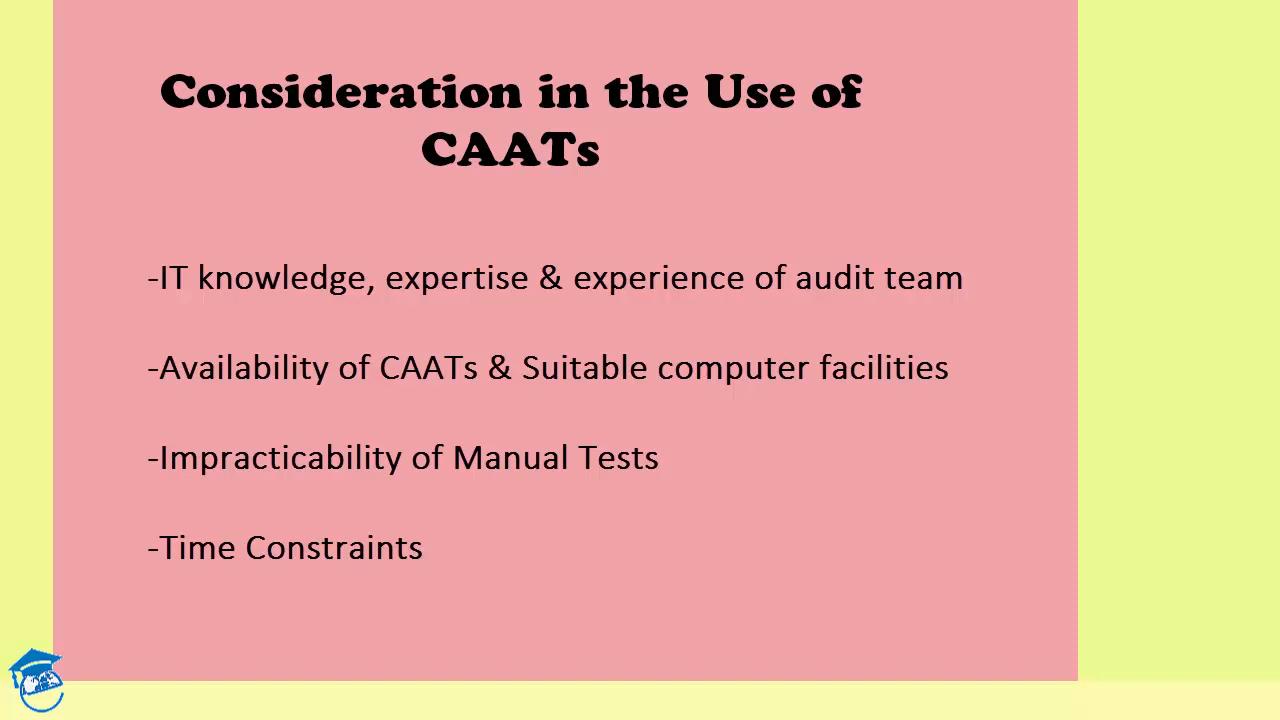 Consideration in the Use of
CAATs
-IT knowledge, expertise & experience of audit team
-Availability of CAATs & Suitable computer facilities
-Impracticability of Manual Tests
-Time Constraints